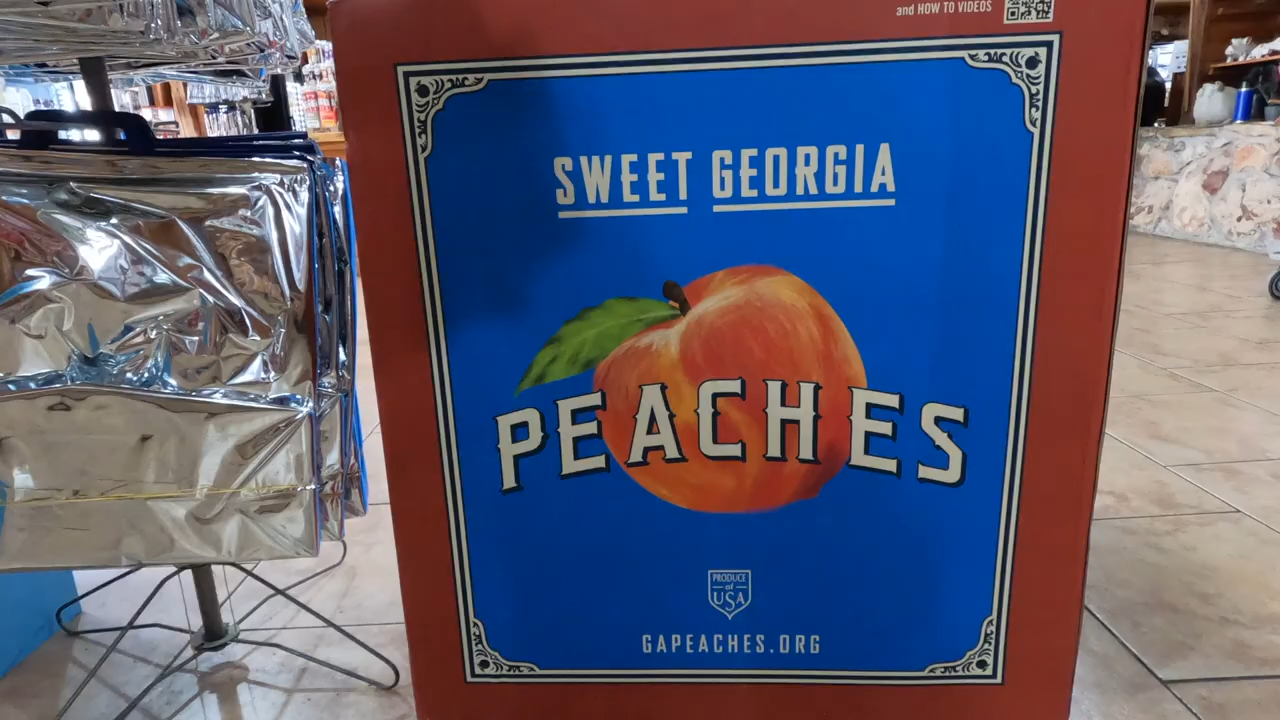 and HOW TO VIDEOS
SWEET GEORGIA
PEACHES
PRODUCE
of
USA
GAPEACHES.ORG